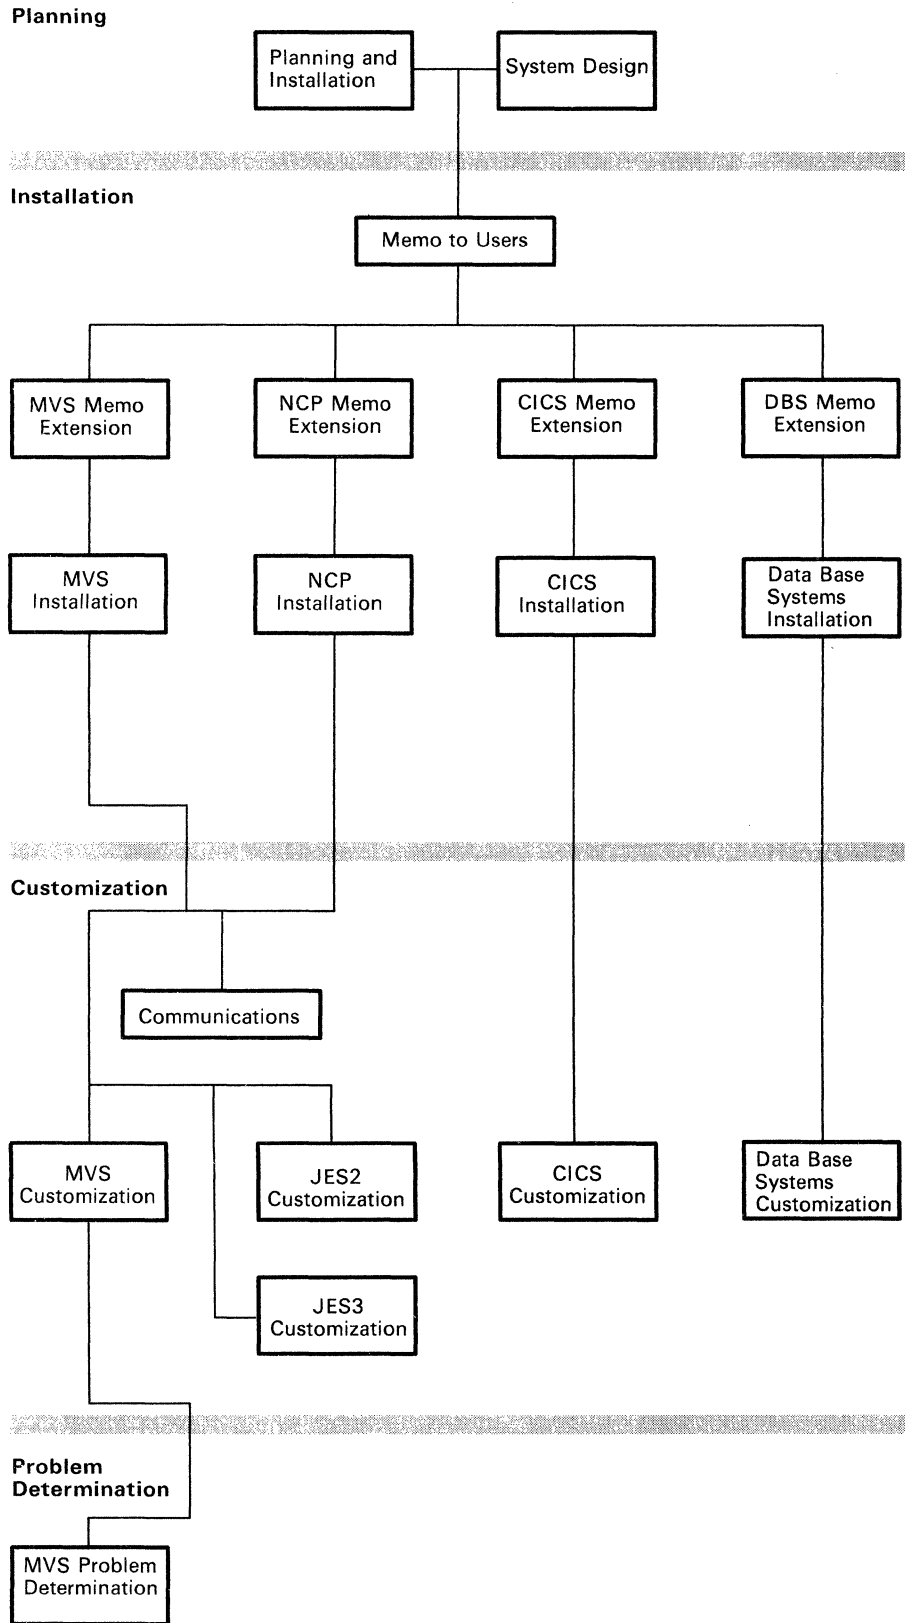 Planning
Planning and
Installation
System Design
Installation
Memo to Users
MVS Memo
Extension
NCP Memo
Extension
CICS Memo
Extension
DBS Memo
Extension
MVS
Installation
NCP
Installation
CICS
Installation
Data Base
Systems
Installation
Customization
Communications
MVS
Customization
JES2
Customization
CICS
Customization
Data Base
Systems
Customization
JES3
Customization
Problem
Determination
MVS Problem
Determination